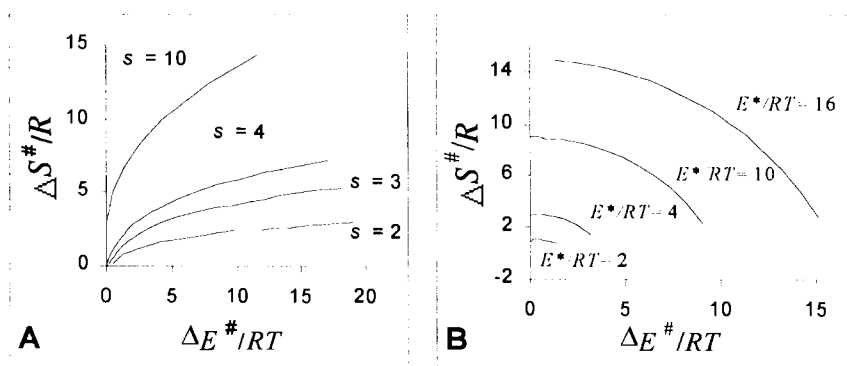 15
s = 10
10
s = 4
5
s = 3
s = 2
0
0 5 10 15 20
ΔS#/R
ΔE#/RT
A
14
E*/RT= 16
10
6
E* RT= 10
E*/RT= 4
2
E*/RT= 2
-2
0 5 10 15
ΔS#/R
ΔE#/RT
B